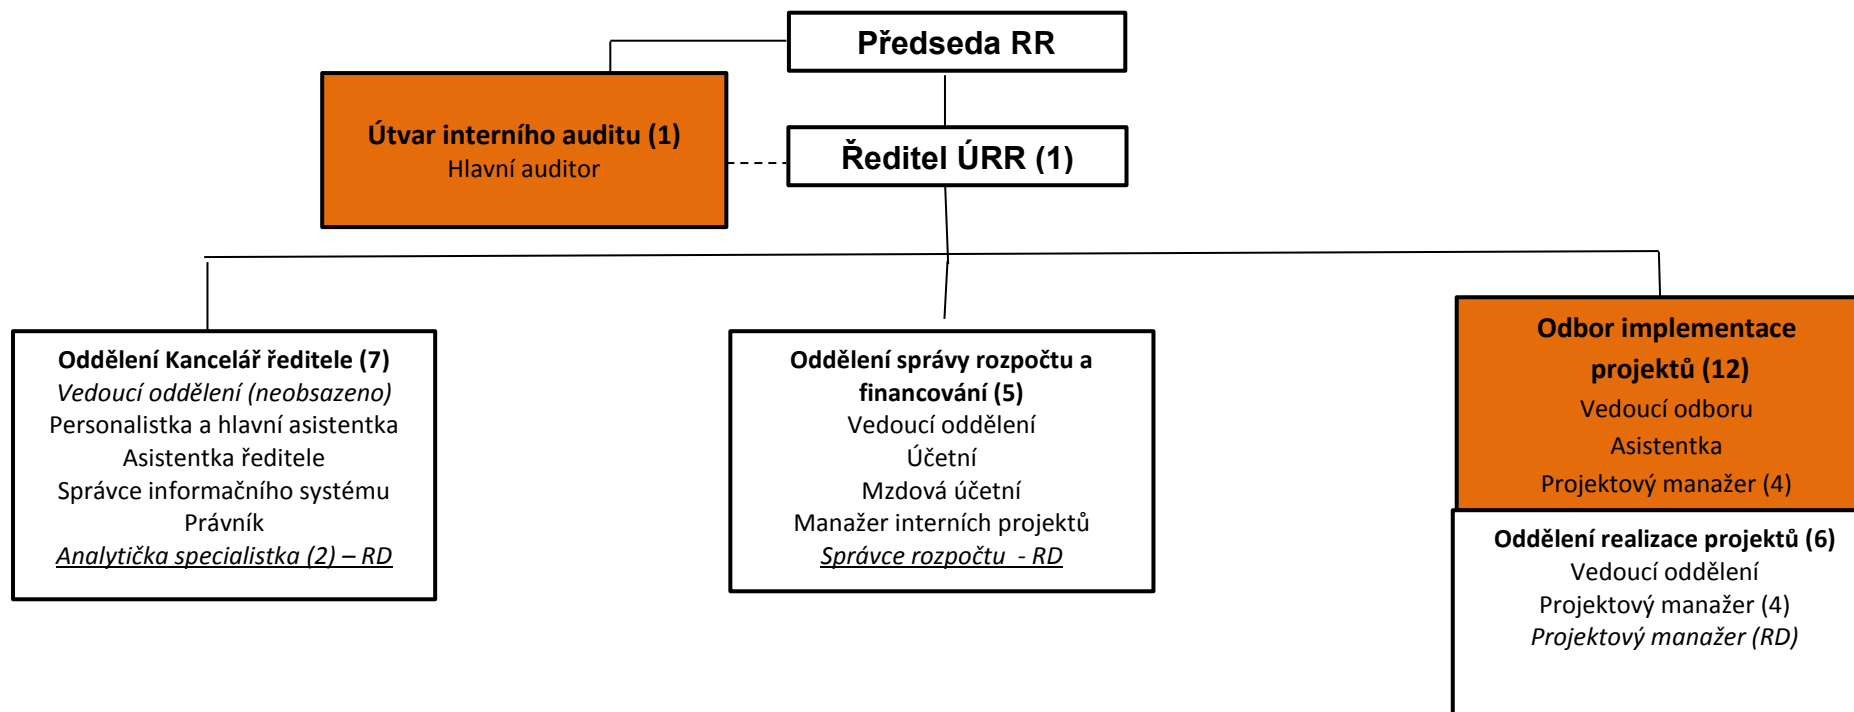 Předseda RR
Útvar interního auditu (1)
Hlavní auditor
Ředitel ÚRR (1)
Oddělení Kancelář ředitele (7)
Vedoucí oddělení (neobsazeno)
Personalistka a hlavní asistentka
Asistentka ředitele
Správce informačního systému
Právník
Analytička specialistka (2) – RD
Oddělení správy rozpočtu a
financování (5)
Vedoucí oddělení
Účetní
Mzdová účetní
Manažer interních projektů
Správce rozpočtu - RD
Odbor implementace
projektů (12)
Vedoucí odboru
Asistentka
Projektový manažer (4)
Oddělení realizace projektů (6)
Vedoucí oddělení
Projektový manažer (4)
Projektový manažer (RD)